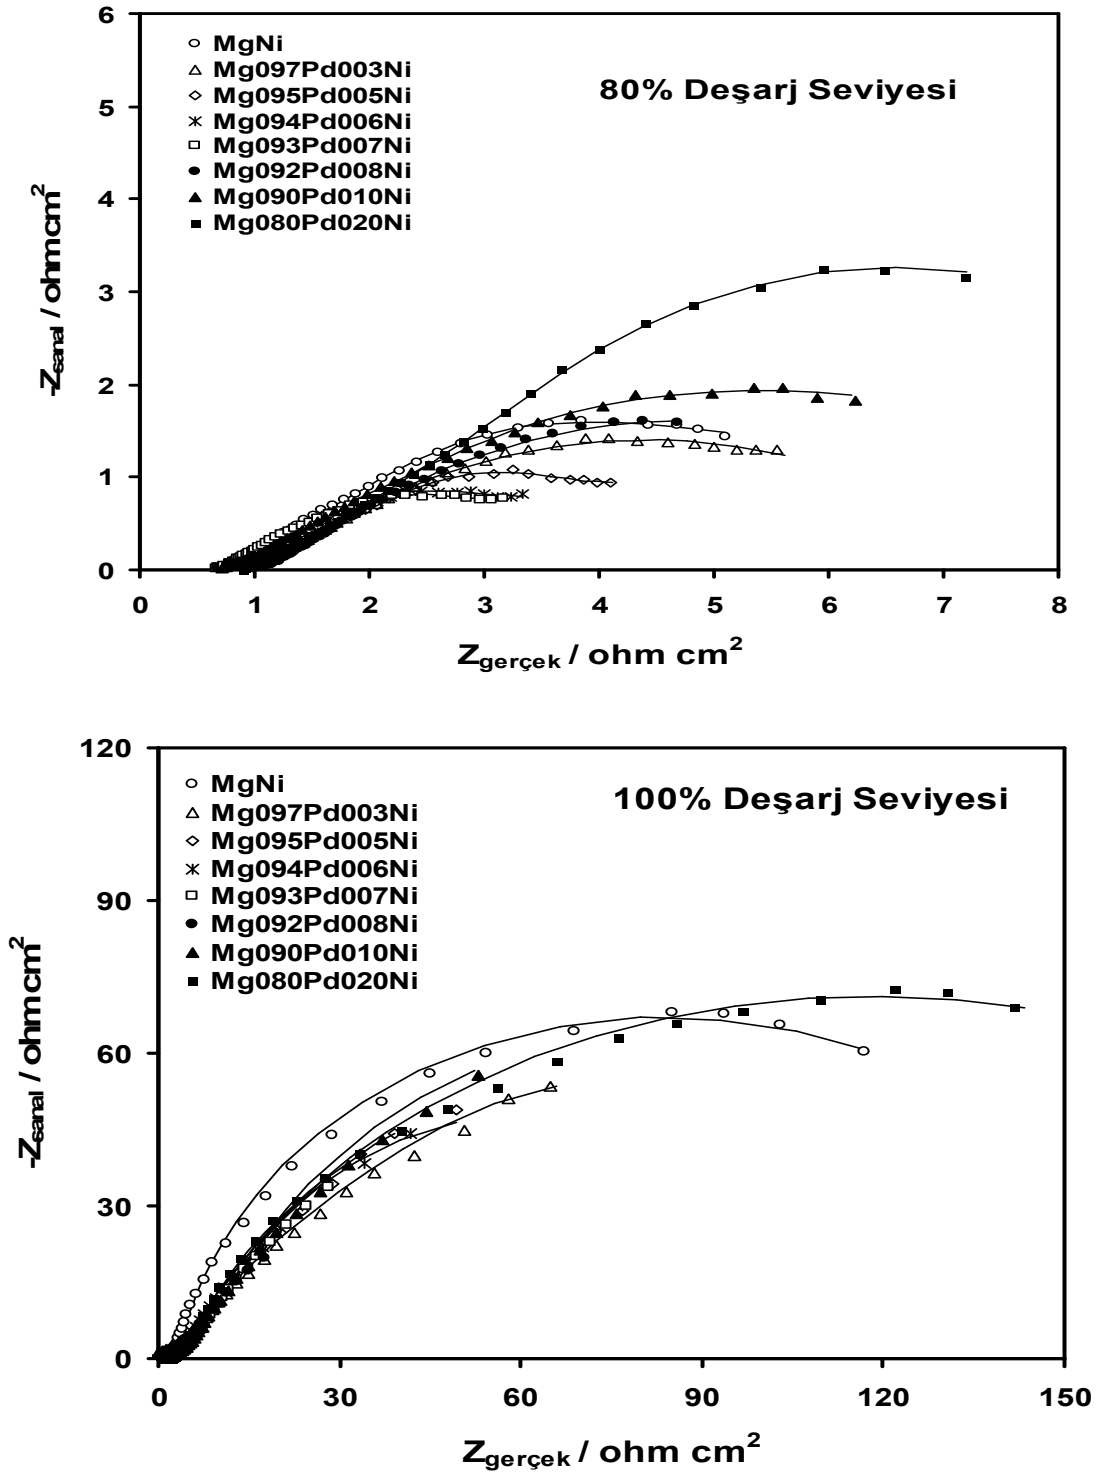 6
5
4
3
2
1
0
-Zsanal / ohmcm2
MgNi
Mg097Pd003Ni
Mg095Pd005Ni
Mg094Pd006Ni
Mg093Pd007Ni
Mg092Pd008Ni
Mg090Pd010Ni
Mg080Pd020Ni
80% Deşarj Seviyesi
0 1 2 3 4 5 6 7 8
Zgerçek / ohm cm2
120
90
60
30
0
-Zsanal / ohmcm2
MgNi
Mg097Pd003Ni
Mg095Pd005Ni
Mg094Pd006Ni
Mg093Pd007Ni
Mg092Pd008Ni
Mg090Pd010Ni
Mg080Pd020Ni
100% Deşarj Seviyesi
0 30 60 90 120 150
Zgerçek / ohm cm2